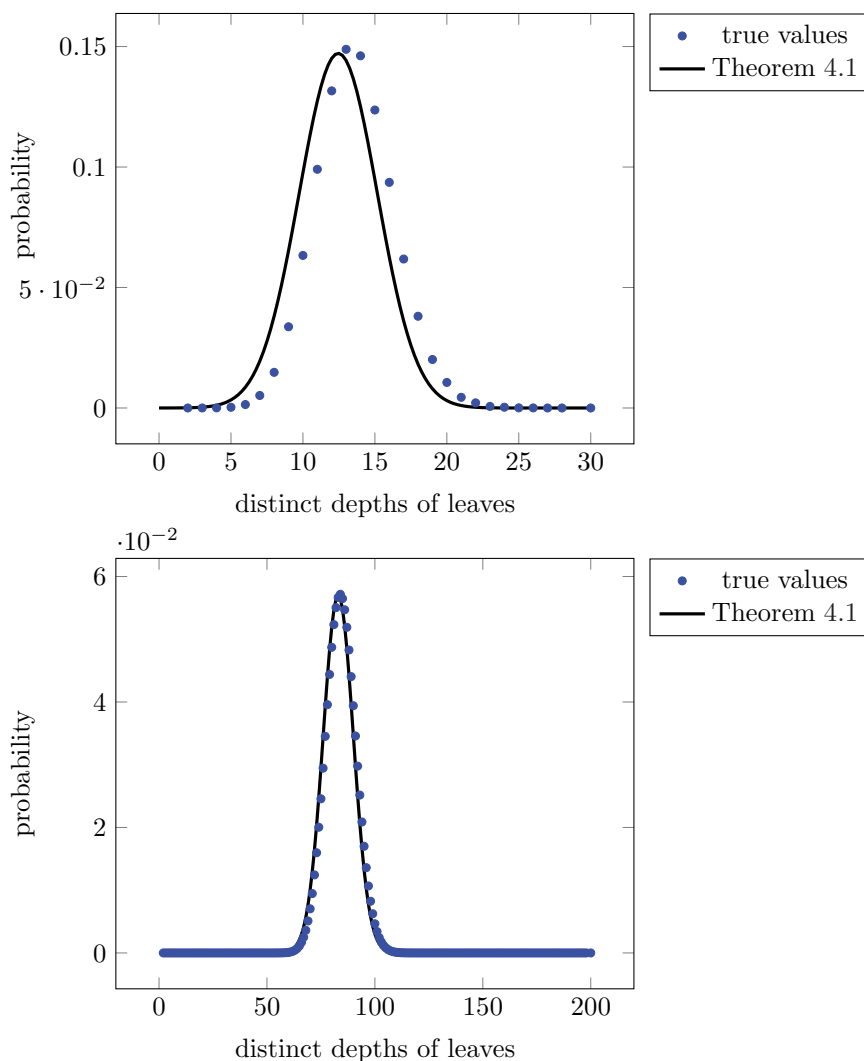 true values
Theorem 4.1
0.15
0.1
5 · 10⁻²
0
probability
0 5 10 15 20 25 30
distinct depths of leaves
·10⁻²
true values
Theorem 4.1
6
4
2
0
probability
0 50 100 150 200
distinct depths of leaves